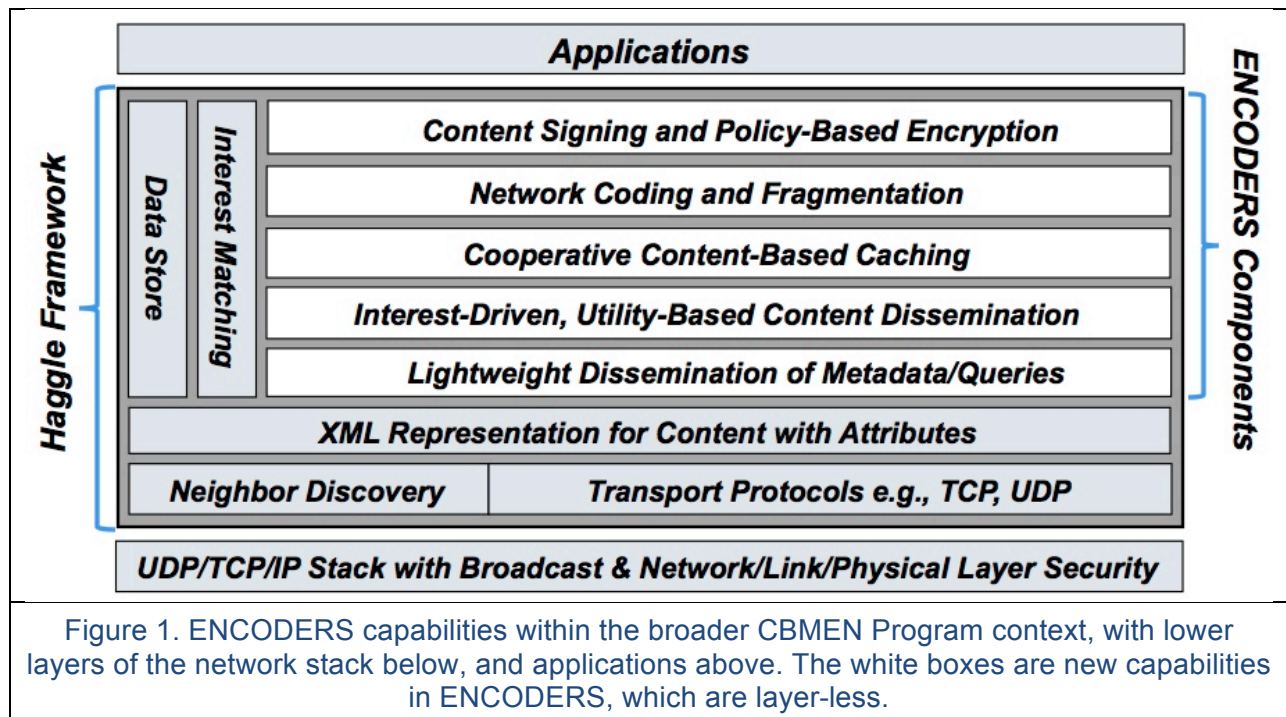 Applications
Haggle Framework
Data Store
Interest Matching
Content Signing and Policy-Based Encryption
Network Coding and Fragmentation
Cooperative Content-Based Caching
Interest-Driven, Utility-Based Content Dissemination
Lightweight Dissemination of Metadata/Queries
ENCODERS Components
XML Representation for Content with Attributes
Neighbor Discovery
Transport Protocols e.g., TCP, UDP
UDP/TCP/IP Stack with Broadcast & Network/Link/Physical Layer Security
Figure 1. ENCODERS capabilities within the broader CBMEN Program context, with lower
layers of the network stack below, and applications above. The white boxes are new capabilities
in ENCODERS, which are layer-less.